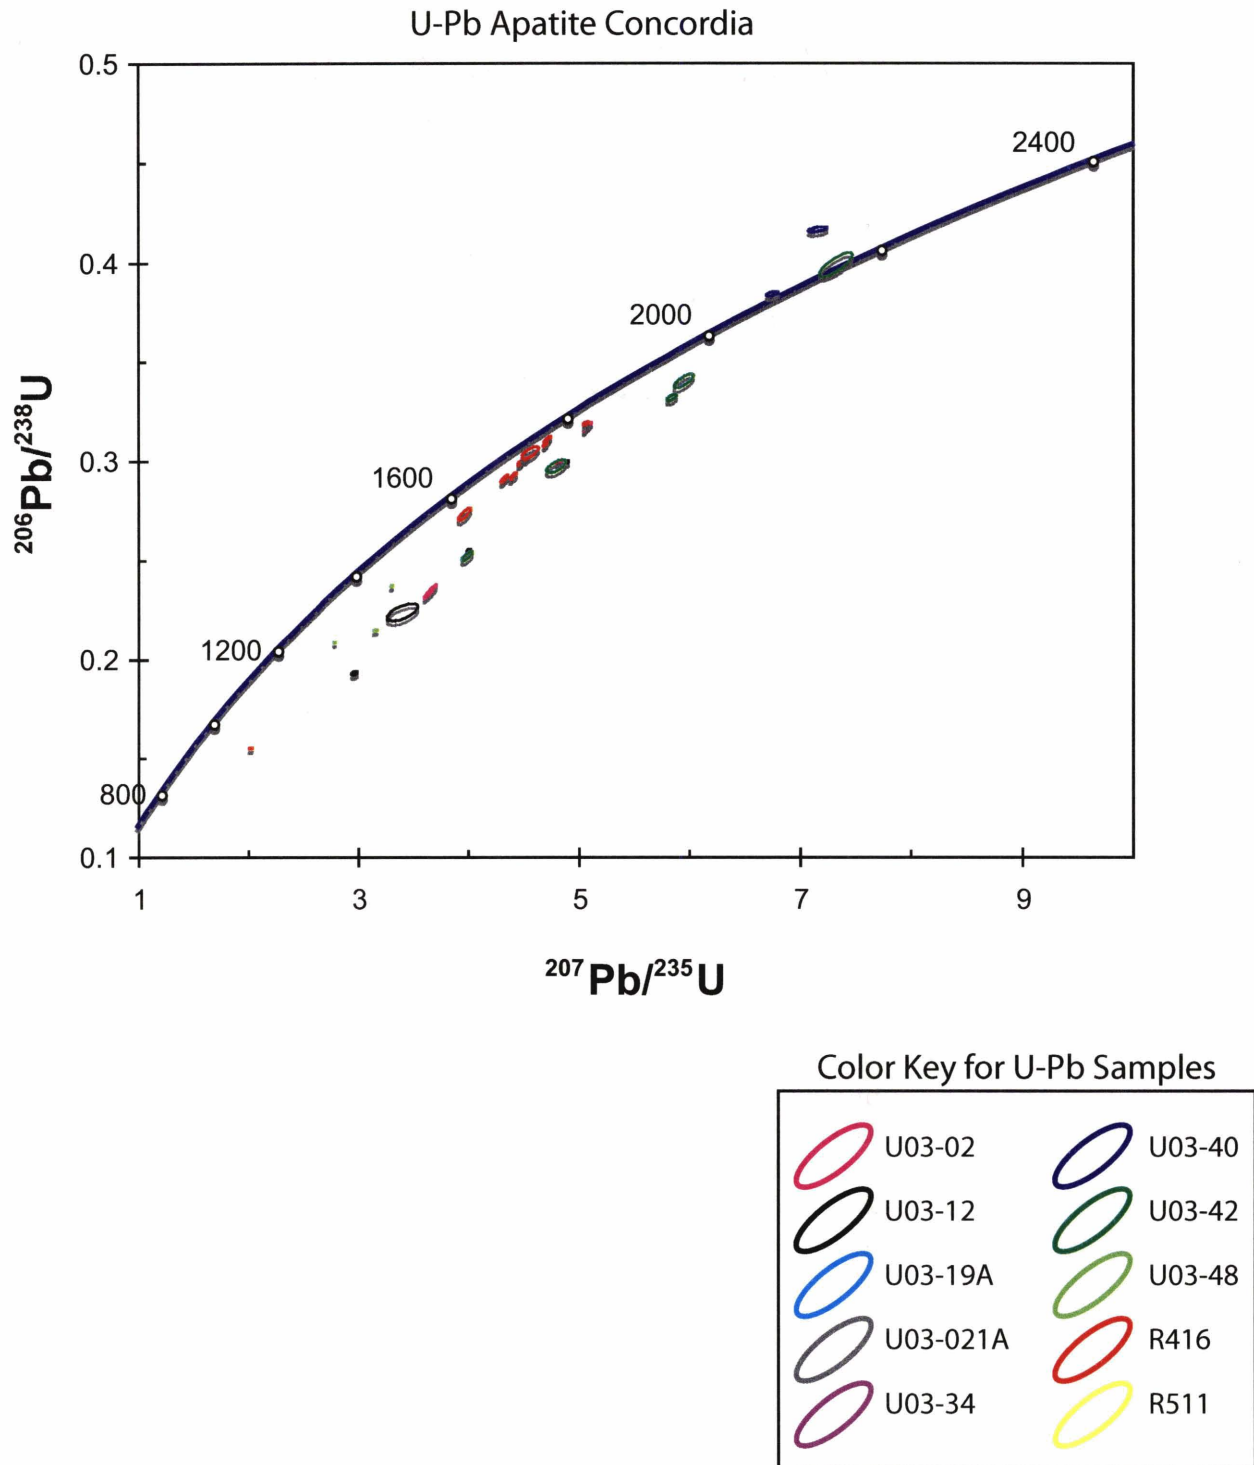 U-Pb Apatite Concordia
0.5
2400
0.4
2000
0.3
1600
1200
0.2
800
0.1
1 3 5 7 9
²⁰⁶Pb/²³⁸U
²⁰⁷Pb/²³⁵U
Color Key for U-Pb Samples
U03-02 U03-40
U03-12 U03-42
U03-19A U03-48
U03-021A R416
U03-34 R511